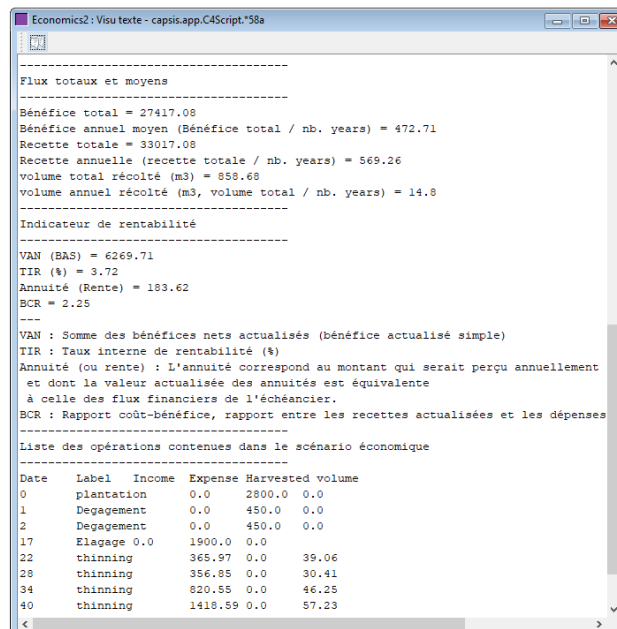 Economics2 : Visu texte - capsis.app.C4Script.*58a
--------------------------------------
Flux totaux et moyens
--------------------------------------
Bénéfice total = 27417.08
Bénéfice annuel moyen (Bénéfice total / nb. years) = 472.71
Recette totale = 33017.08
Recette annuelle (recette totale / nb. years) = 569.26
volume total récolté (m3) = 858.68
volume annuel récolté (m3, volume total / nb. years) = 14.8
--------------------------------------
Indicateur de rentabilité
--------------------------------------
VAN (BAS) = 6269.71
TIR (%) = 3.72
Annuité (Rente) = 183.62
BCR = 2.25
---
VAN : Somme des bénéfices nets actualisés (bénéfice actualisé simple)
TIR : Taux interne de rentabilité (%)
Annuité (ou rente) : L'annuité correspond au montant qui serait perçu annuellement
et dont la valeur actualisée des annuités est équivalente
à celle des flux financiers de l'échéancier.
BCR : Rapport coût-bénéfice, rapport entre les recettes actualisées et les dépenses
--------------------------------------
Liste des opérations contenues dans le scénario économique
--------------------------------------
Date Label Income Expense Harvested volume
0 plantation 0.0 2800.0 0.0
1 Degagement 0.0 450.0 0.0
2 Degagement 0.0 450.0 0.0
17 Elagage 0.0 1900.0 0.0
22 thinning 365.97 0.0 39.06
28 thinning 356.85 0.0 30.41
34 thinning 820.55 0.0 46.25
40 thinning 1418.59 0.0 57.23